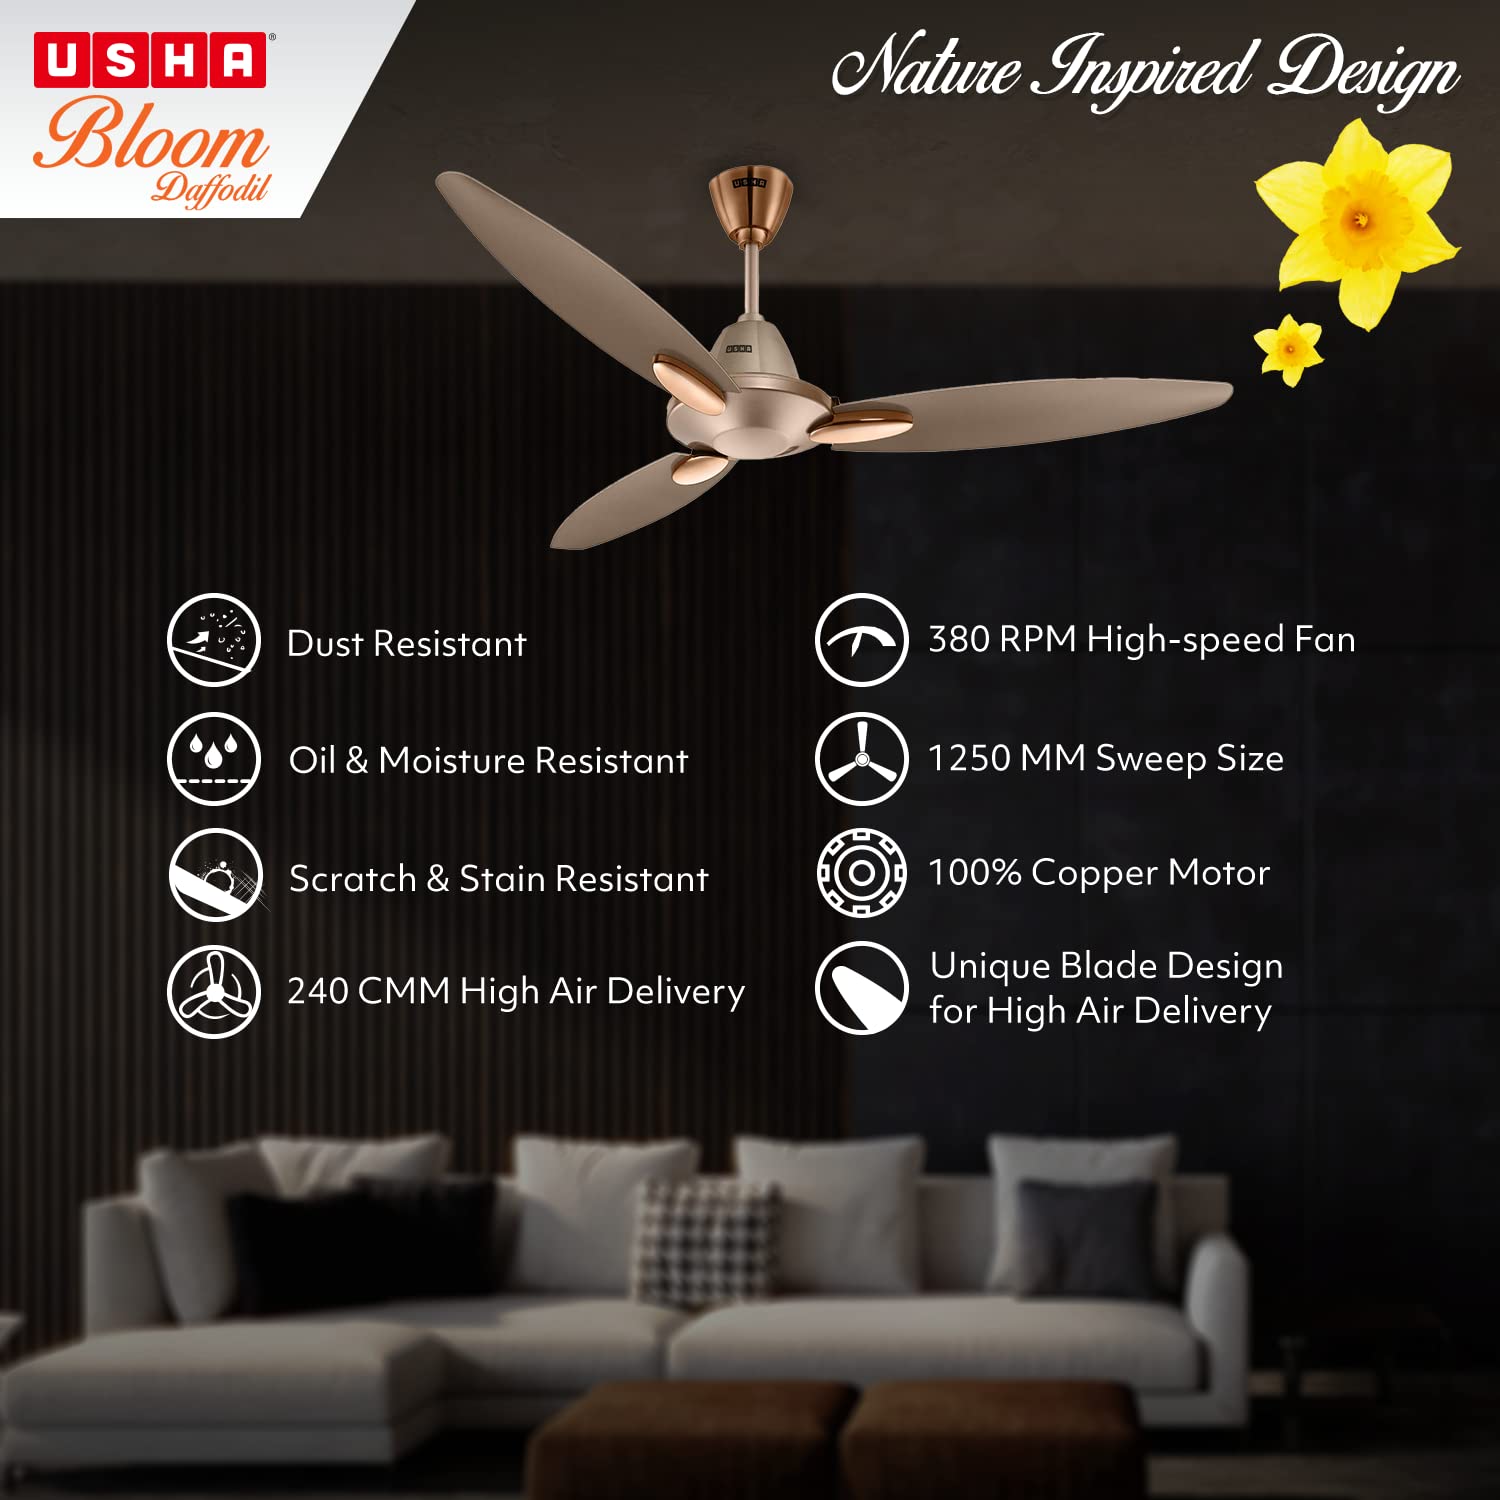 USHA®
Bloom
Daffodil
Nature Inspired Design
USHA
USHA
Dust Resistant
Oil & Moisture Resistant
Scratch & Stain Resistant
240 CMM High Air Delivery
380 RPM High-speed Fan
1250 MM Sweep Size
100% Copper Motor
Unique Blade Design
for High Air Delivery